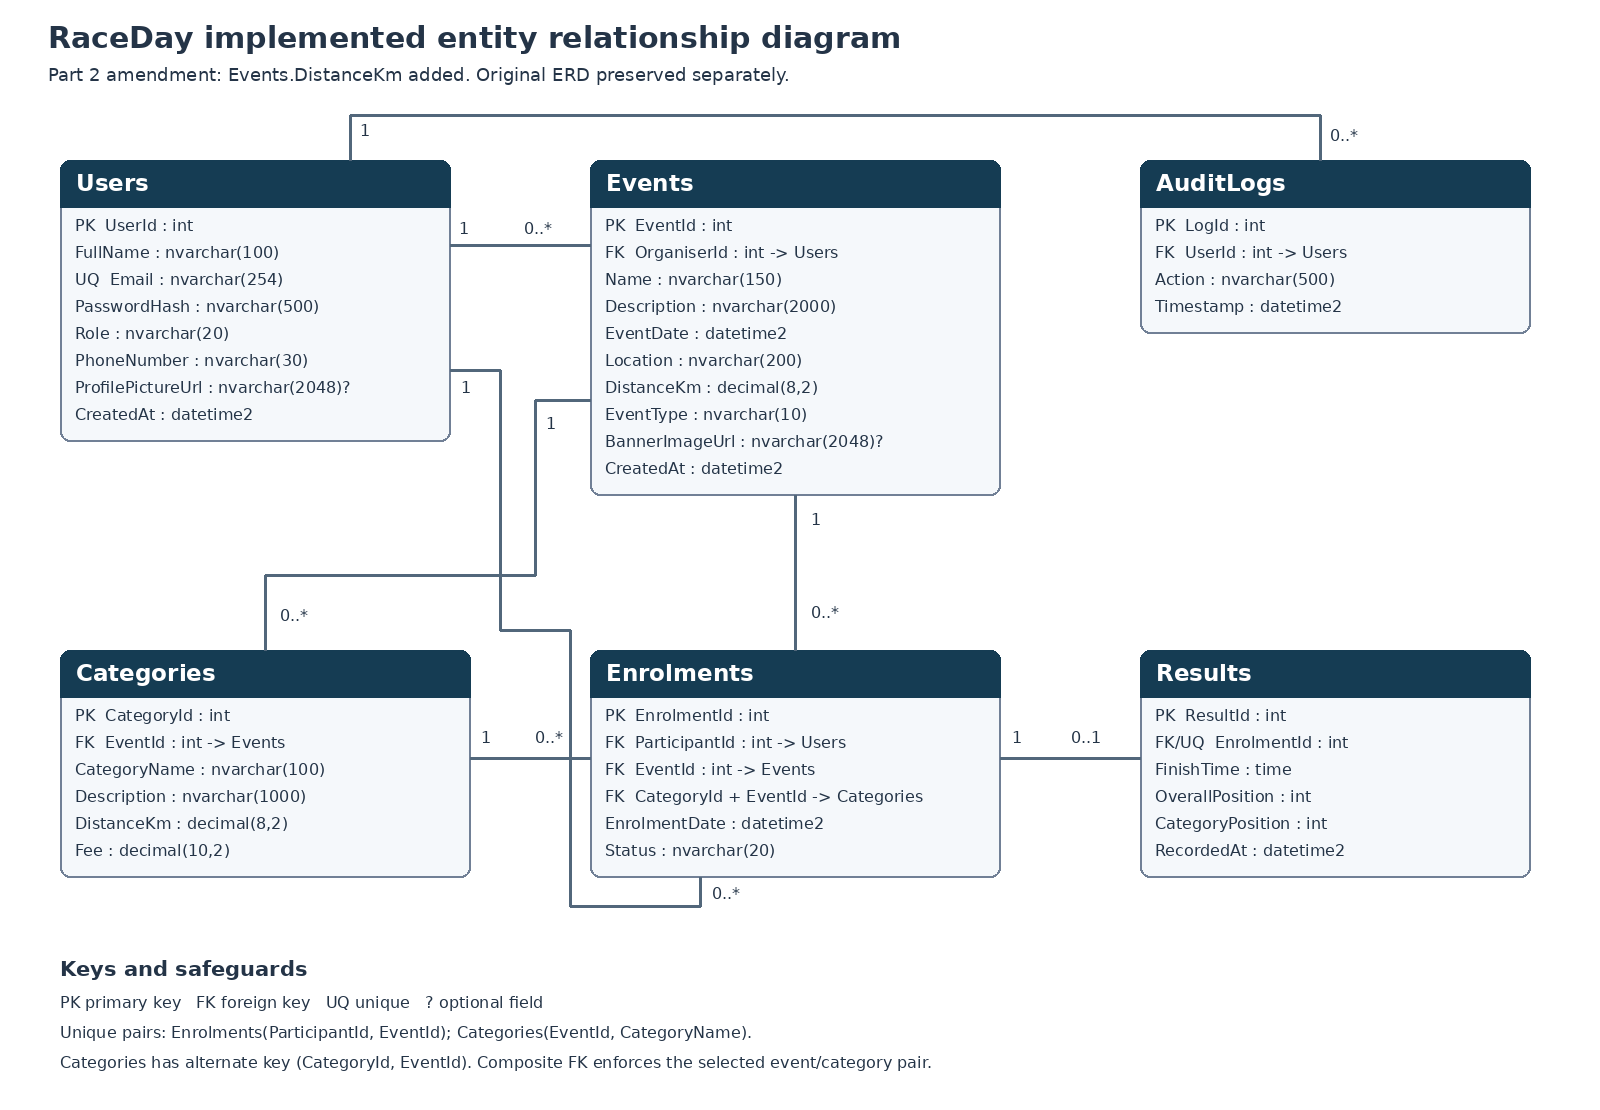 RaceDay implemented entity relationship diagram
Part 2 amendment: Events.DistanceKm added. Original ERD preserved separately.
1
0..*
Users
PK  UserId : int
FullName : nvarchar(100)
UQ  Email : nvarchar(254)
PasswordHash : nvarchar(500)
Role : nvarchar(20)
PhoneNumber : nvarchar(30)
ProfilePictureUrl : nvarchar(2048)?
CreatedAt : datetime2
1
0..*
1
Events
PK  EventId : int
FK  OrganiserId : int -> Users
Name : nvarchar(150)
Description : nvarchar(2000)
EventDate : datetime2
Location : nvarchar(200)
DistanceKm : decimal(8,2)
EventType : nvarchar(10)
BannerImageUrl : nvarchar(2048)?
CreatedAt : datetime2
1
AuditLogs
PK  LogId : int
FK  UserId : int -> Users
Action : nvarchar(500)
Timestamp : datetime2
1
0..*
0..*
Categories
PK  CategoryId : int
FK  EventId : int -> Events
CategoryName : nvarchar(100)
Description : nvarchar(1000)
DistanceKm : decimal(8,2)
Fee : decimal(10,2)
1
0..*
Enrolments
PK  EnrolmentId : int
FK  ParticipantId : int -> Users
FK  EventId : int -> Events
FK  CategoryId + EventId -> Categories
EnrolmentDate : datetime2
Status : nvarchar(20)
0..*
1
0..1
Results
PK  ResultId : int
FK/UQ  EnrolmentId : int
FinishTime : time
OverallPosition : int
CategoryPosition : int
RecordedAt : datetime2
Keys and safeguards
PK primary key   FK foreign key   UQ unique   ? optional field
Unique pairs: Enrolments(ParticipantId, EventId); Categories(EventId, CategoryName).
Categories has alternate key (CategoryId, EventId). Composite FK enforces the selected event/category pair.